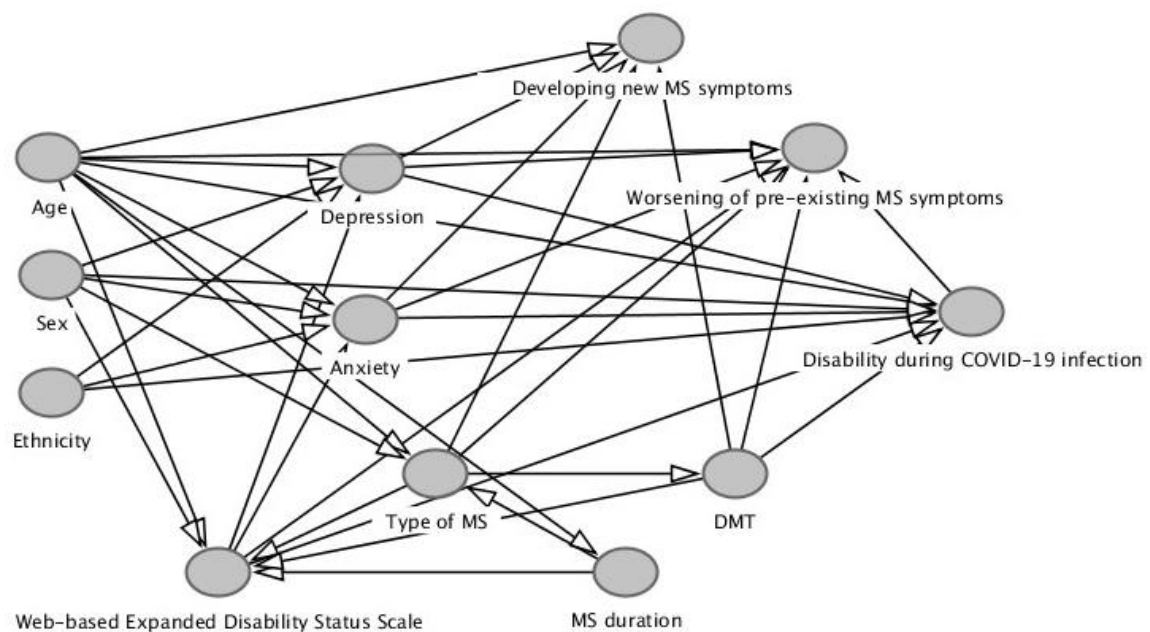 Developing new MS symptoms
Worsening of pre-existing MS symptoms
Age
Depression
Sex
Anxiety
Disability during COVID-19 infection
Ethnicity
Type of MS
DMT
Web-based Expanded Disability Status Scale
MS duration